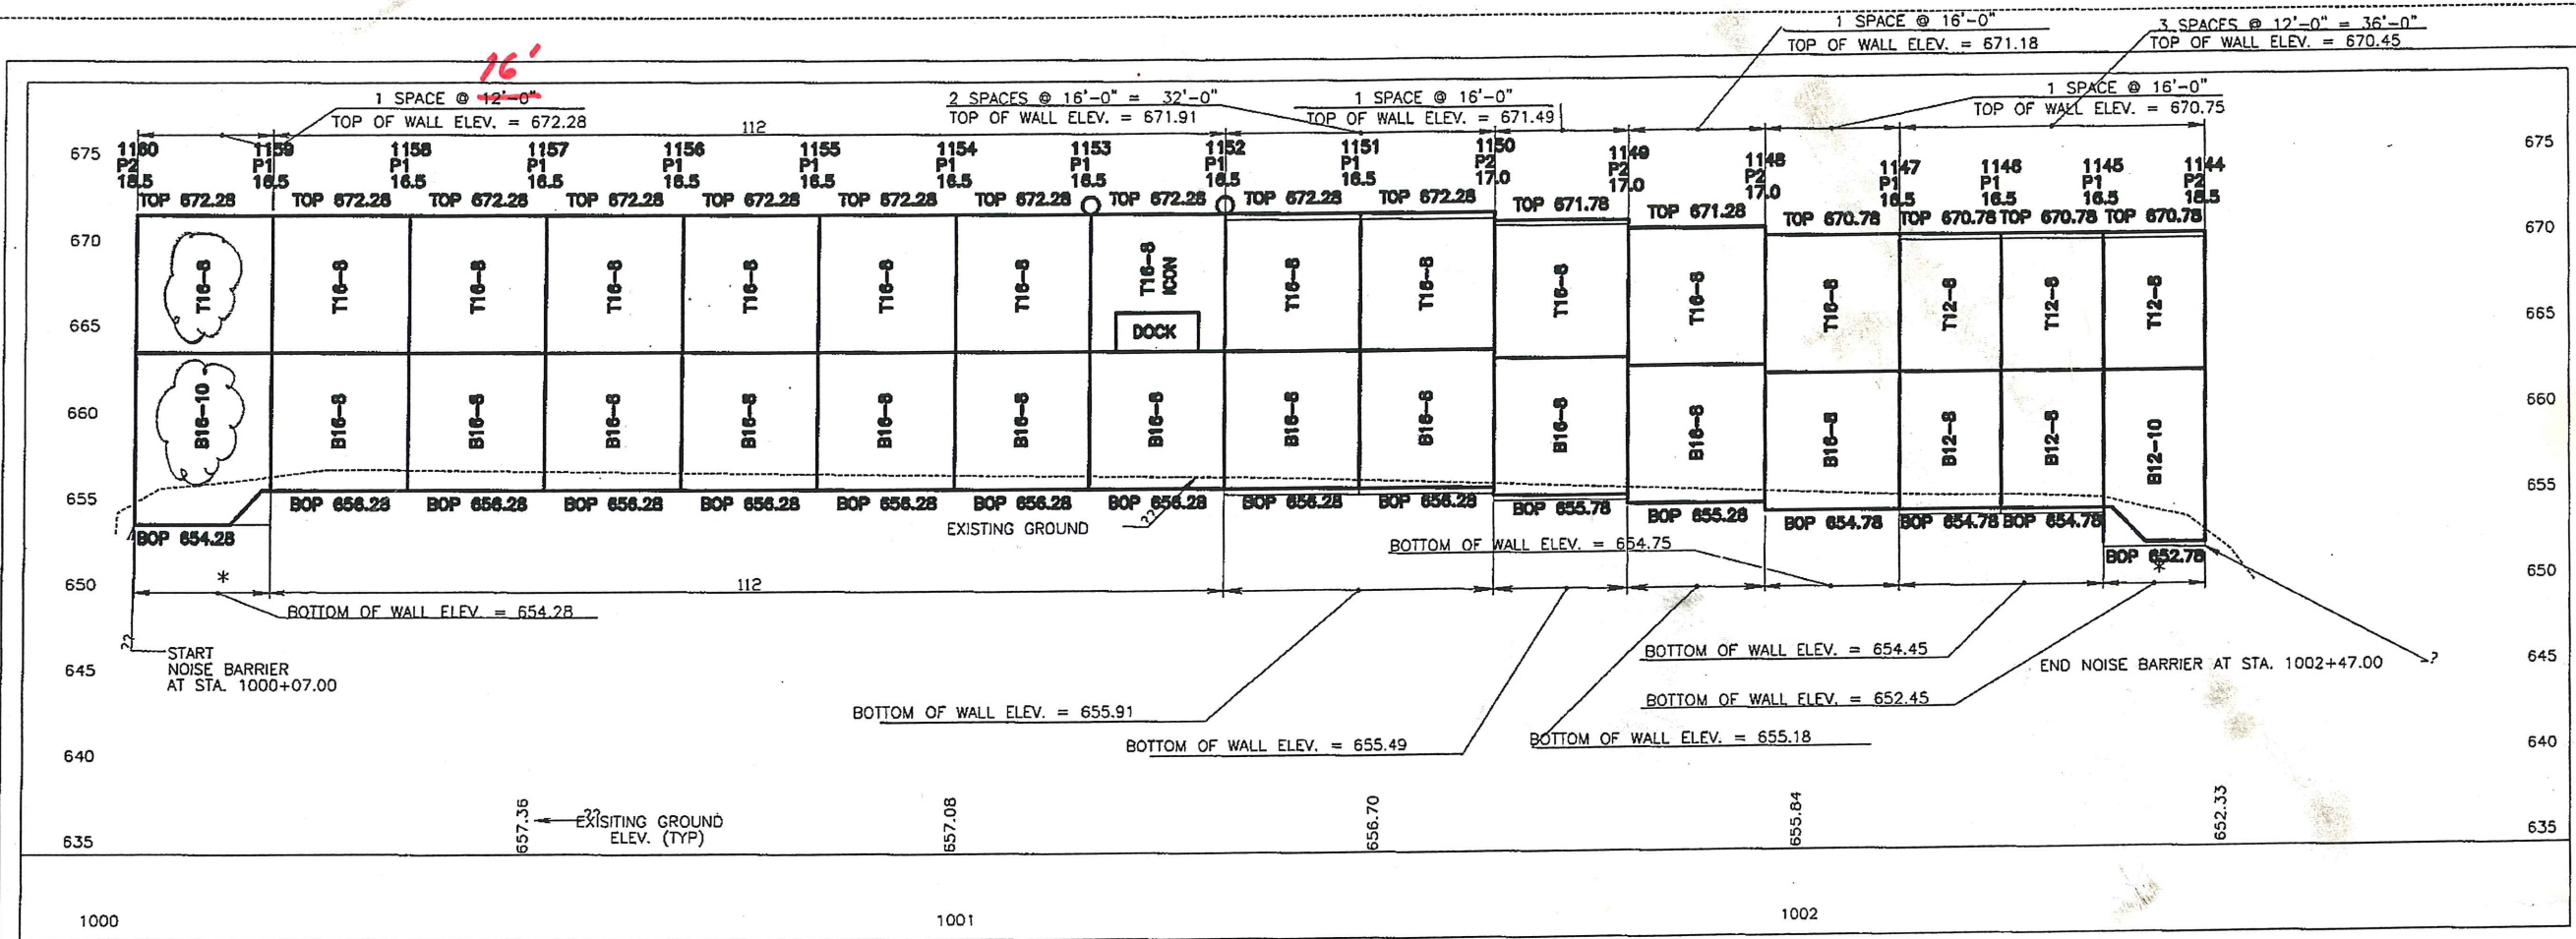 1 SPACE @ 16'-0"
TOP OF WALL ELEV. = 671.18
3 SPACES @ 12'-0" = 36'-0"
TOP OF WALL ELEV. = 670.45
16'
1 SPACE @ 12'-0"
TOP OF WALL ELEV. = 672.28
112
2 SPACES @ 16'-0" = 32'-0"
TOP OF WALL ELEV. = 671.91
1 SPACE @ 16'-0"
TOP OF WALL ELEV. = 671.49
1 SPACE @ 16'-0"
TOP OF WALL ELEV. = 670.75
675 1160 1159 1158 1157 1156 1155 1154 1153 1152 1151 1150 1149 1148 1147 1146 1145 1144 675
P2 P1 P1 P1 P1 P1 P1 P1 P1 P1 P2 P2 P2 P1 P1 P1 P2
18.5 16.5 16.5 16.5 16.5 16.5 16.5 16.5 16.5 16.5 17.0 17.0 17.0 16.5 16.5 16.5 18.5
TOP 672.28 TOP 672.28 TOP 672.28 TOP 672.28 TOP 672.28 TOP 672.28 TOP 672.28 TOP 672.28 TOP 672.28 TOP 672.28 TOP 671.78 TOP 671.28 TOP 670.78 TOP 670.78 TOP 670.78 TOP 670.78
670 670
T16-8 T16-8 T16-8 T16-8 T16-8 T16-8 T16-8 T16-8 T16-8 T16-8 T16-8 T16-8 T16-8 T12-8 T12-8 T12-8
ICON
665 DOCK 665
660 660
B16-10 B16-8 B16-8 B16-8 B16-8 B16-8 B16-8 B16-8 B16-8 B16-8 B16-8 B16-8 B16-8 B12-8 B12-8 B12-10
655 655
BOP 654.28 BOP 656.28 BOP 656.28 BOP 656.28 BOP 656.28 BOP 656.28 BOP 656.28 BOP 656.28 BOP 656.28 BOP 656.28 BOP 655.78 BOP 655.28 BOP 654.78 BOP 654.78 BOP 654.78 BOP 652.78
EXISTING GROUND ??
BOTTOM OF WALL ELEV. = 654.75
650 * 112 * 650
BOTTOM OF WALL ELEV. = 654.28
??
START
NOISE BARRIER
AT STA. 1000+07.00
645 645
BOTTOM OF WALL ELEV. = 654.45
END NOISE BARRIER AT STA. 1002+47.00 ?
BOTTOM OF WALL ELEV. = 652.45
BOTTOM OF WALL ELEV. = 655.91
BOTTOM OF WALL ELEV. = 655.49
BOTTOM OF WALL ELEV. = 655.18
640 640
657.36
??
EXISITING GROUND
ELEV. (TYP)
657.08
656.70
655.84
652.33
635 635
1000 1001 1002